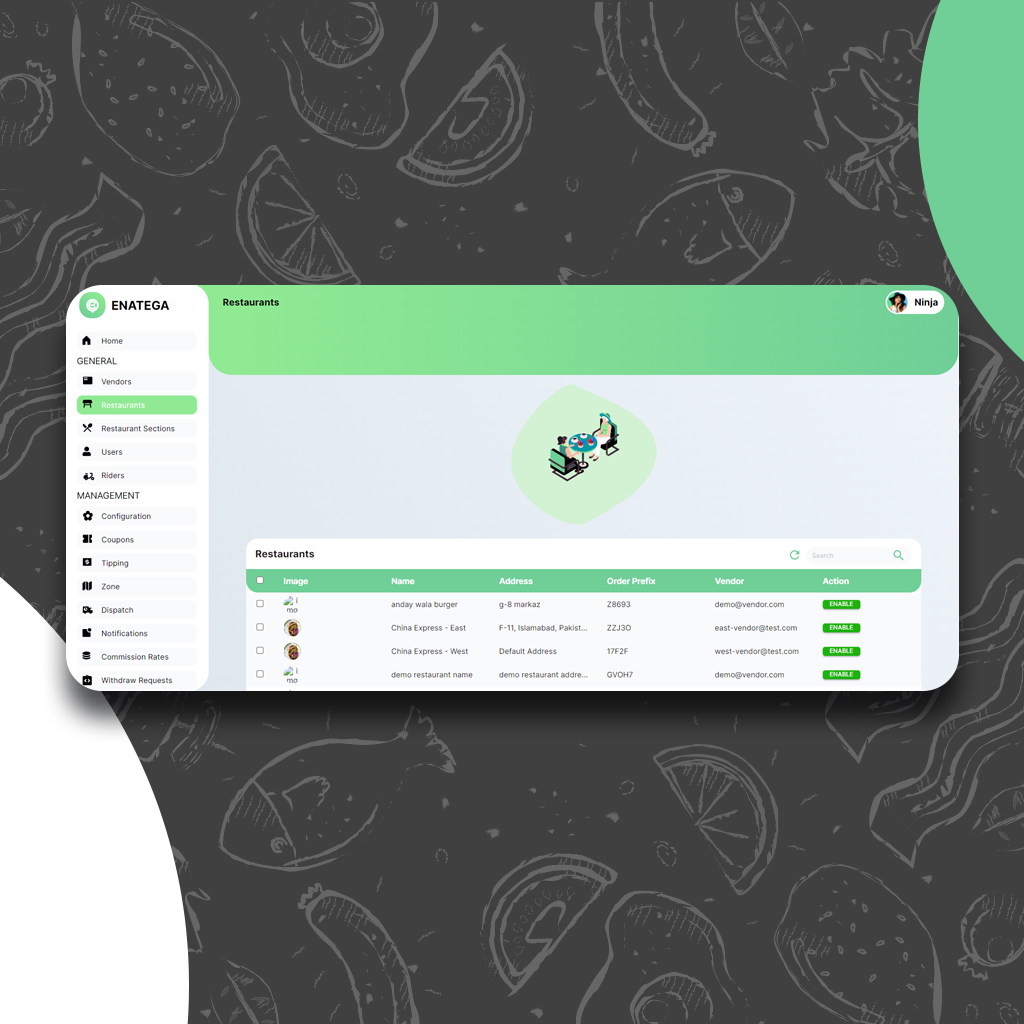 ENATEGA
Home
GENERAL
Vendors
Restaurants
Restaurant Sections
Users
Riders
MANAGEMENT
Configuration
Coupons
Tipping
Zone
Dispatch
Notifications
Commission Rates
Withdraw Requests
Restaurants
Ninja
Restaurants
Search
Image Name Address Order Prefix Vendor Action
anday wala burger g-8 markaz Z8693 demo@vendor.com ENABLE
China Express - East F-11, Islamabad, Pakist... ZZJ3O east-vendor@test.com ENABLE
China Express - West Default Address 17F2F west-vendor@test.com ENABLE
demo restaurant name demo restaurant addre... GVOH7 demo@vendor.com ENABLE